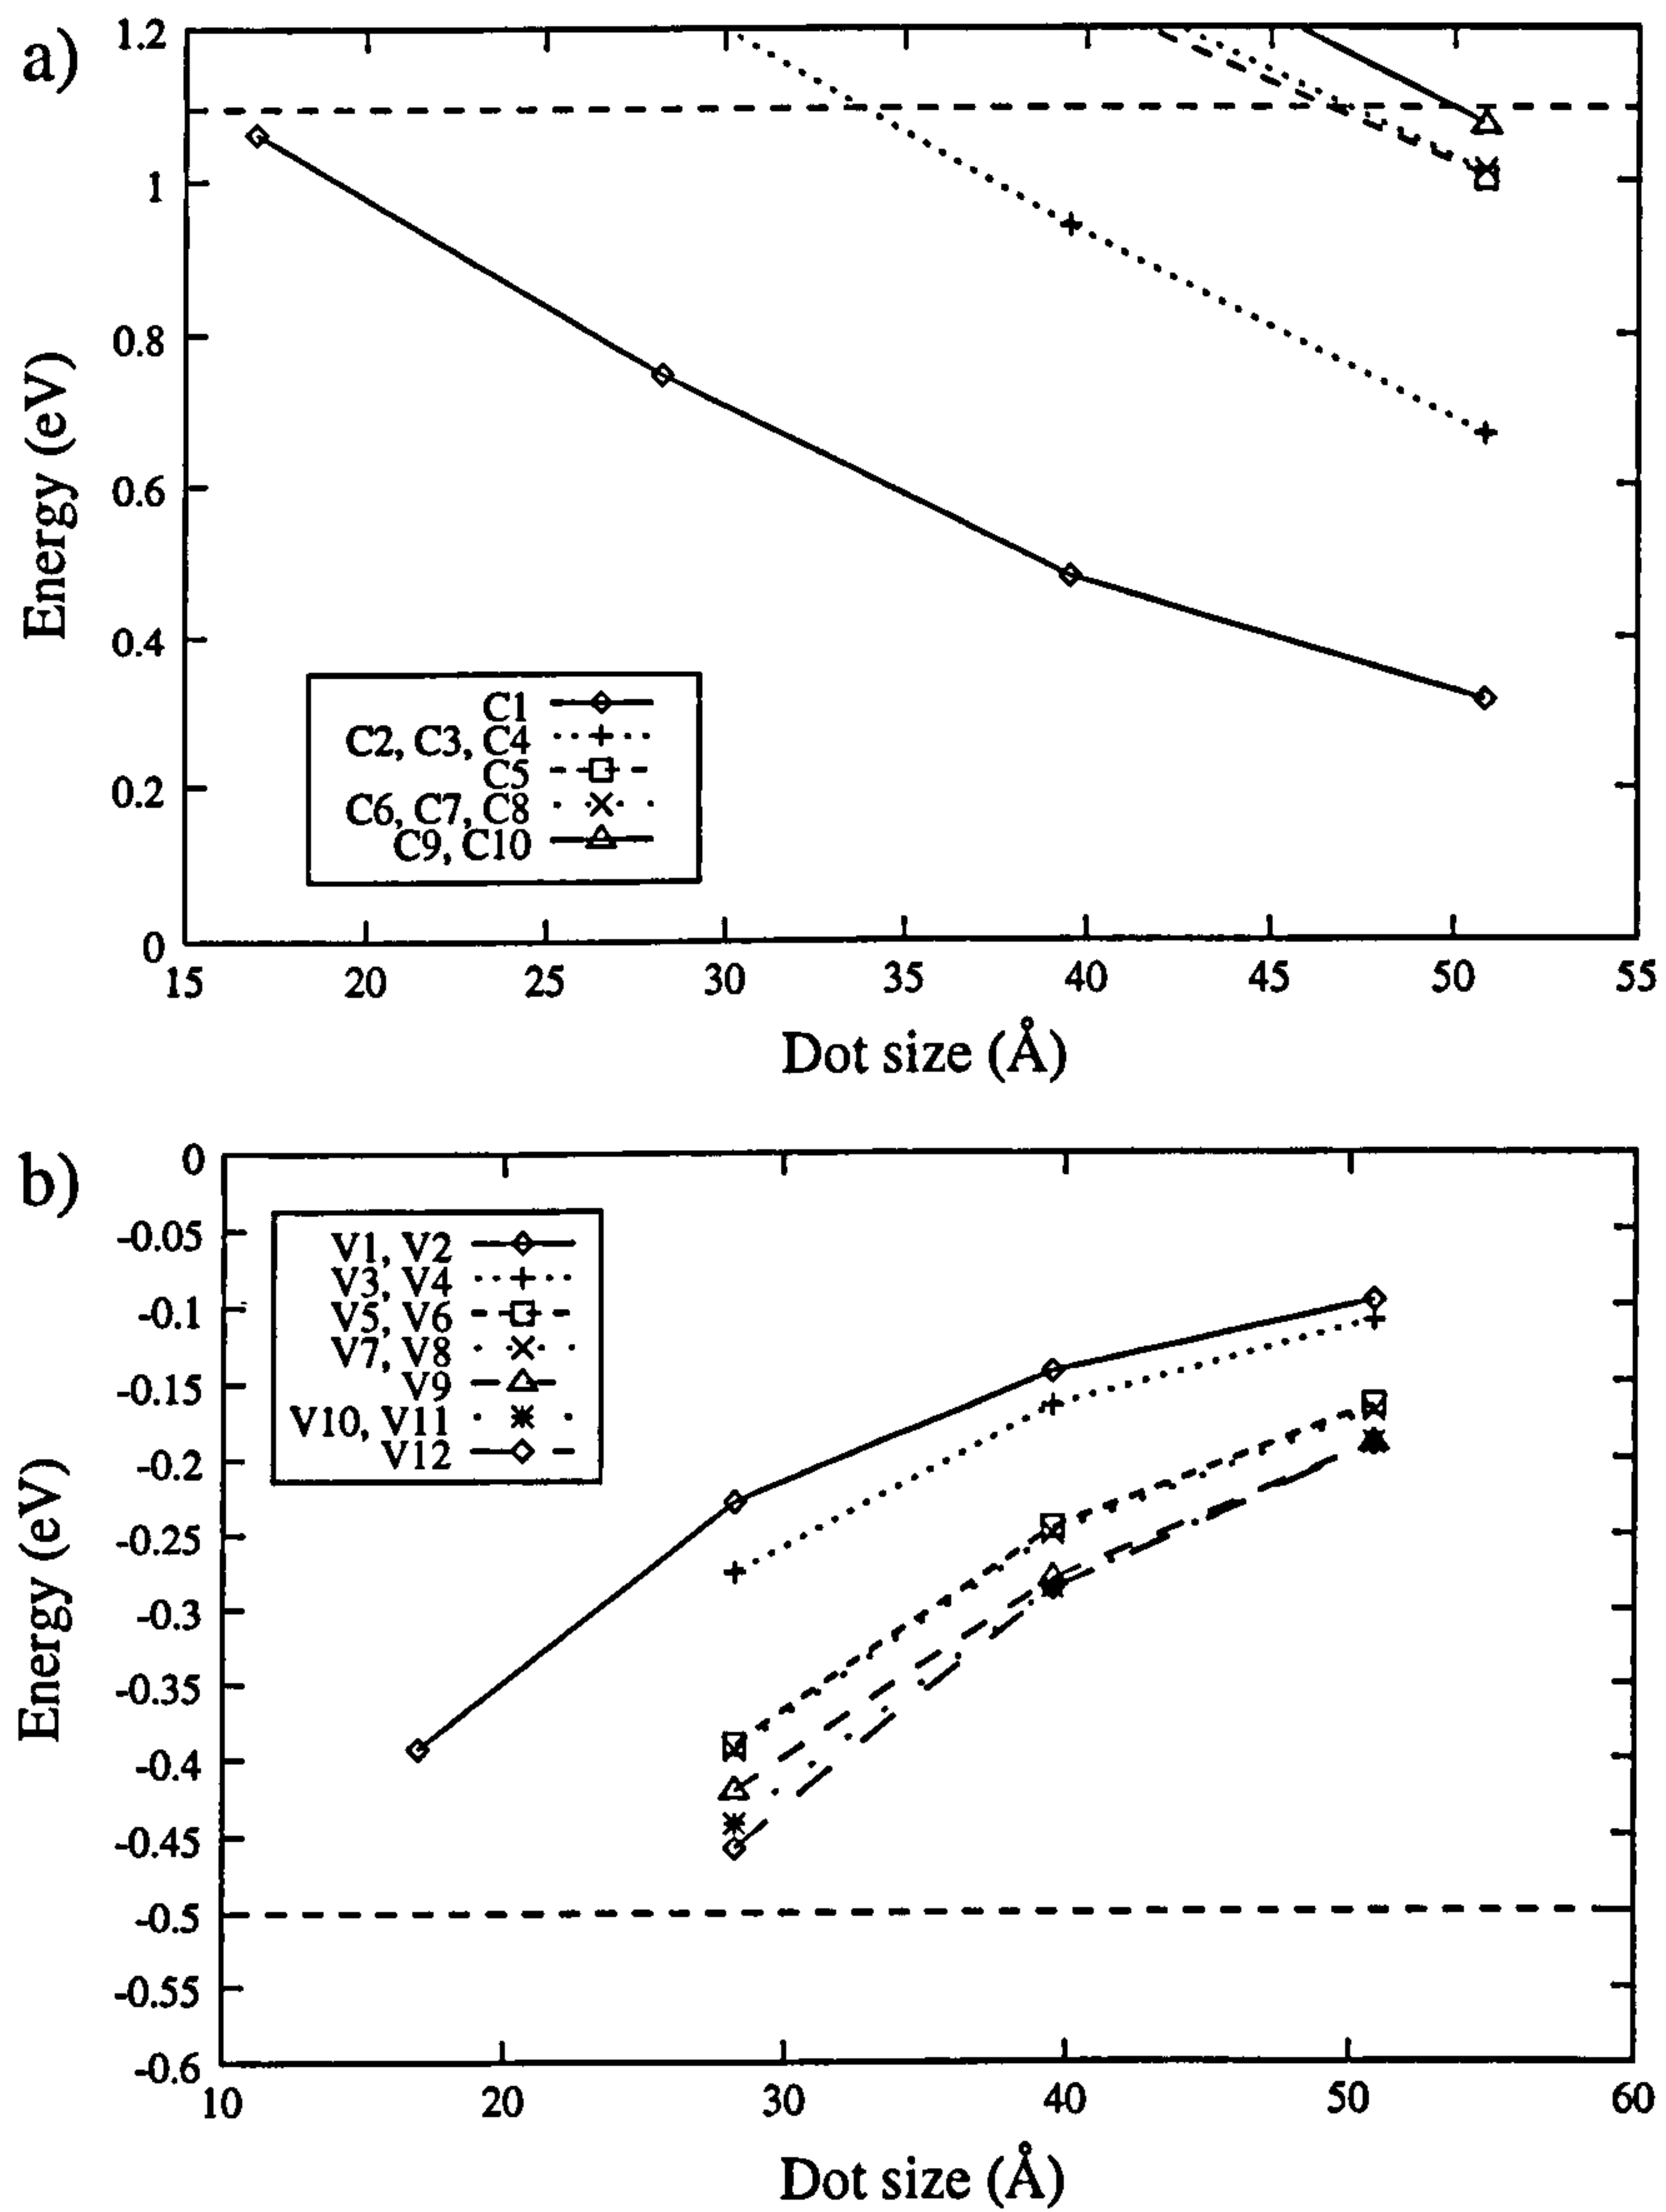 a)
1.2
1
0.8
0.6
0.4
0.2
0
Energy (eV)
C1
C2, C3, C4
C5
C6, C7, C8
C9, C10
15 20 25 30 35 40 45 50 55
Dot size (Å)
b)
0
-0.05
-0.1
-0.15
-0.2
-0.25
-0.3
-0.35
-0.4
-0.45
-0.5
-0.55
-0.6
Energy (eV)
V1, V2
V3, V4
V5, V6
V7, V8
V9
V10, V11
V12
10 20 30 40 50 60
Dot size (Å)